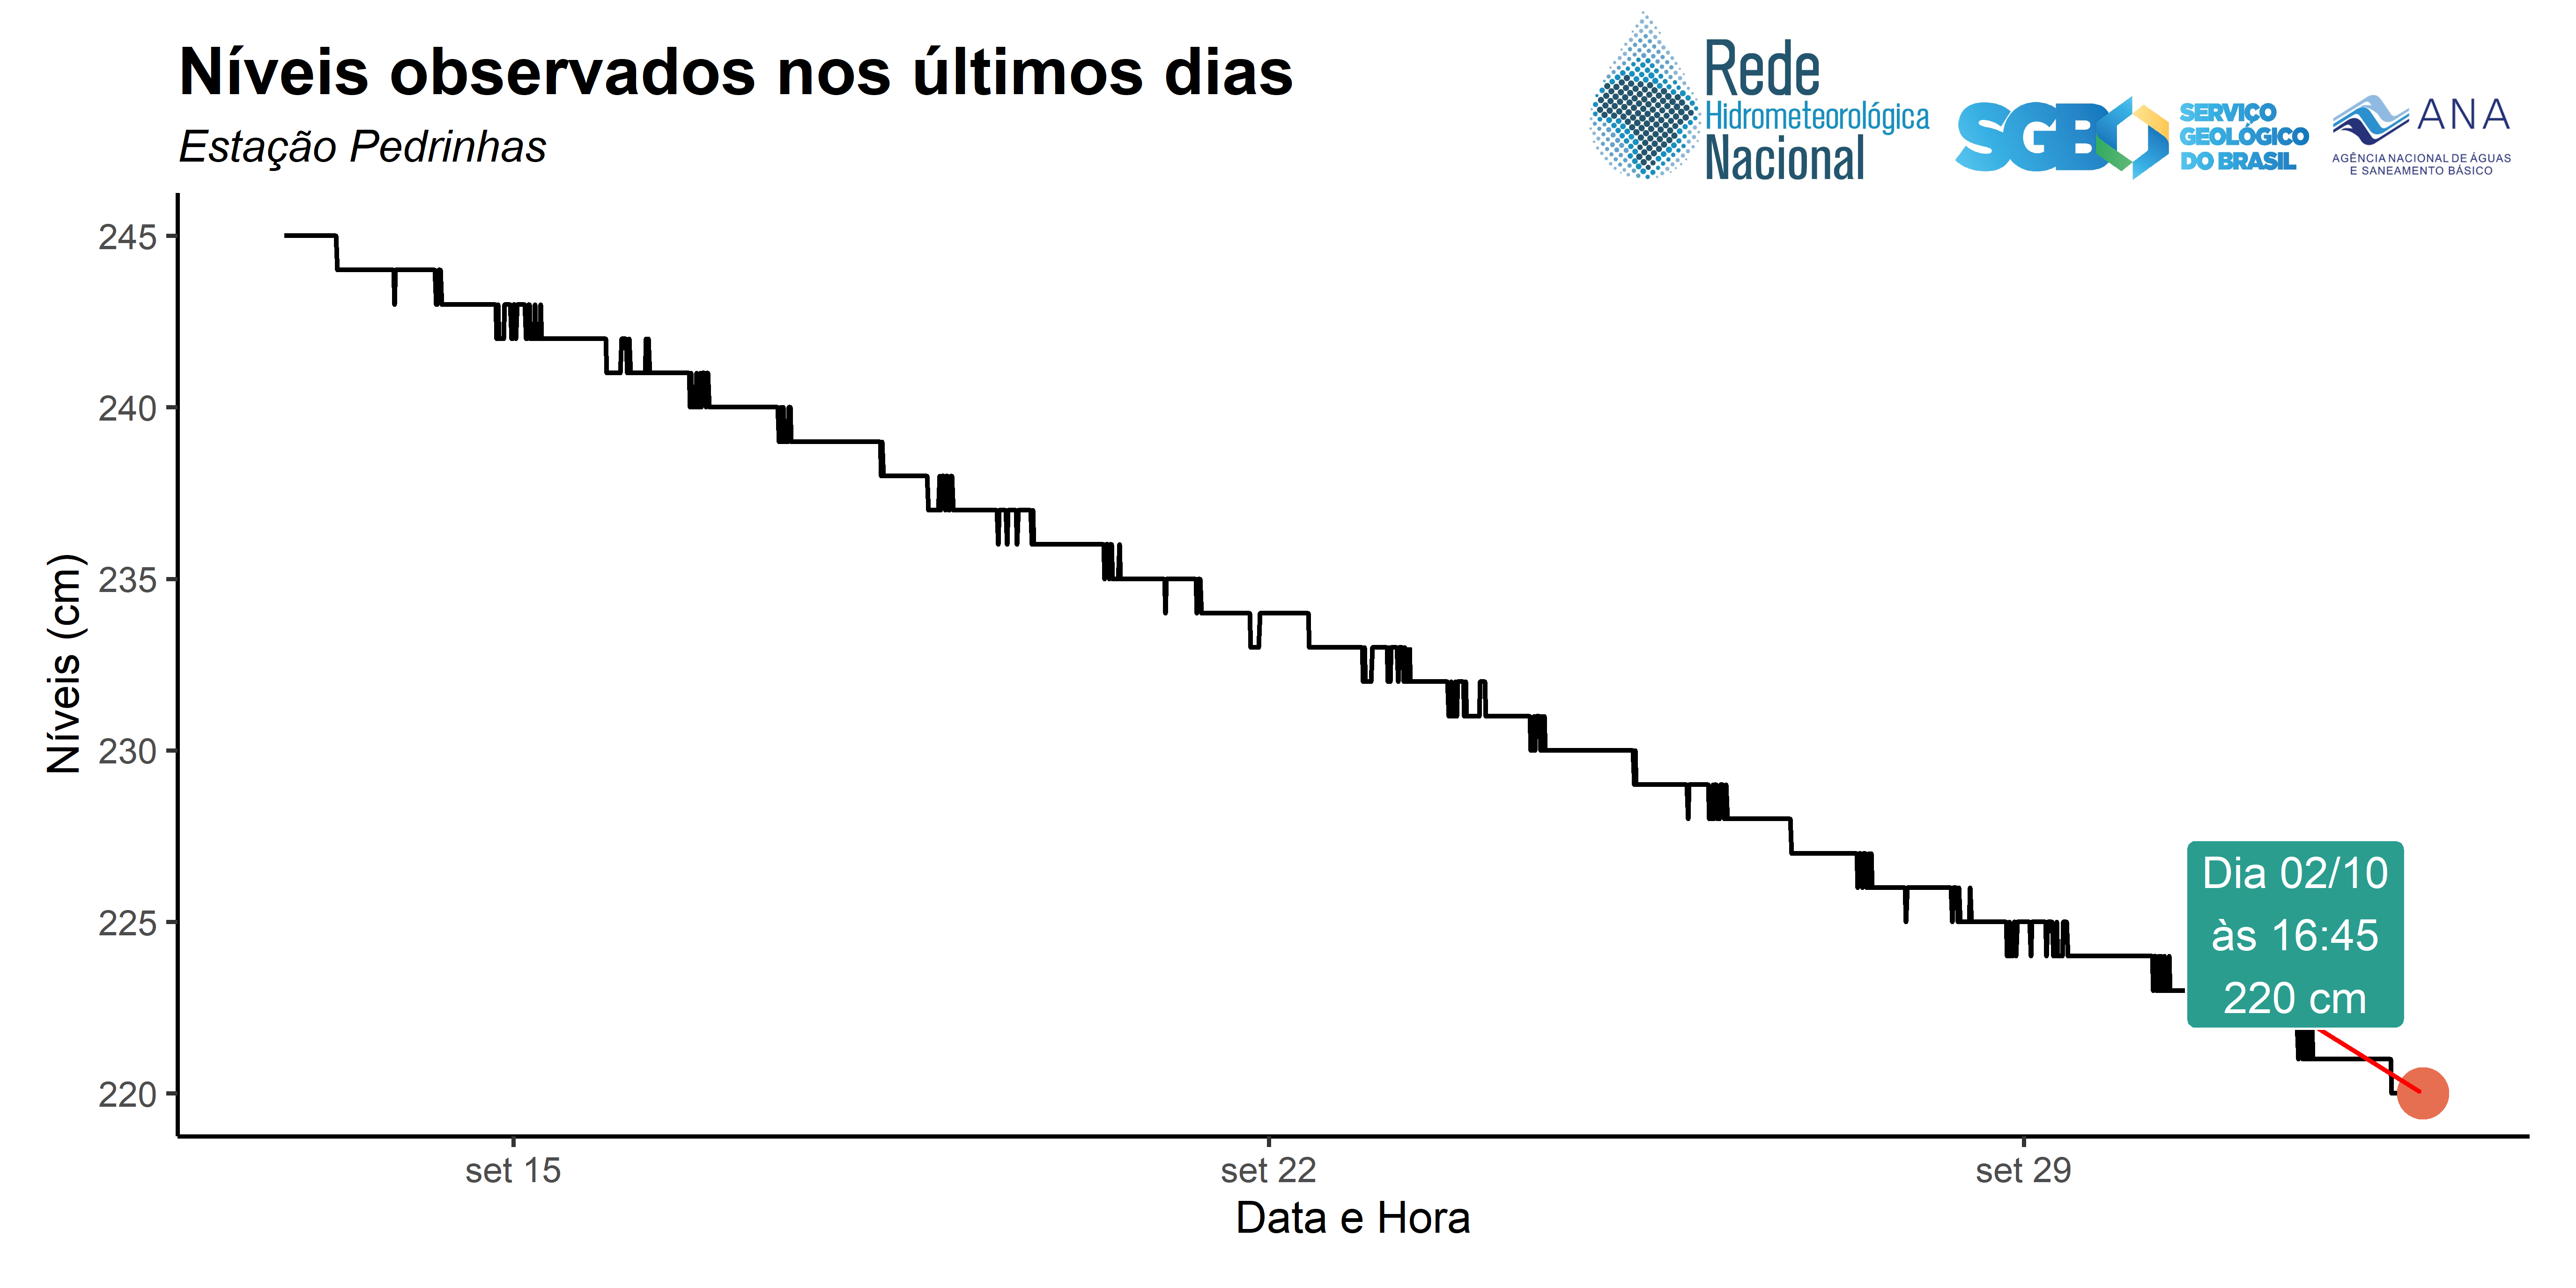 Níveis observados nos últimos dias
Estação Pedrinhas
Rede
Hidrometeorológica
Nacional
SGB
SERVIÇO
GEOLÓGICO
DO BRASIL
ANA
AGÊNCIA NACIONAL DE ÁGUAS
E SANEAMENTO BÁSICO
Níveis (cm)
245
240
235
230
225
220
Dia 02/10
às 16:45
220 cm
set 15
set 22
set 29
Data e Hora